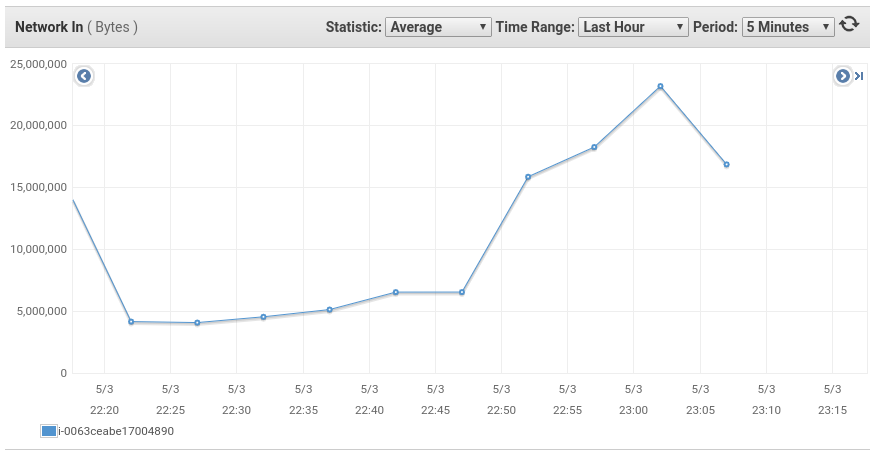 Network In ( Bytes ) Statistic: Average Time Range: Last Hour Period: 5 Minutes
25,000,000
20,000,000
15,000,000
10,000,000
5,000,000
0
5/3 5/3 5/3 5/3 5/3 5/3 5/3 5/3 5/3 5/3 5/3 5/3
22:20 22:25 22:30 22:35 22:40 22:45 22:50 22:55 23:00 23:05 23:10 23:15
i-0063ceabe17004890